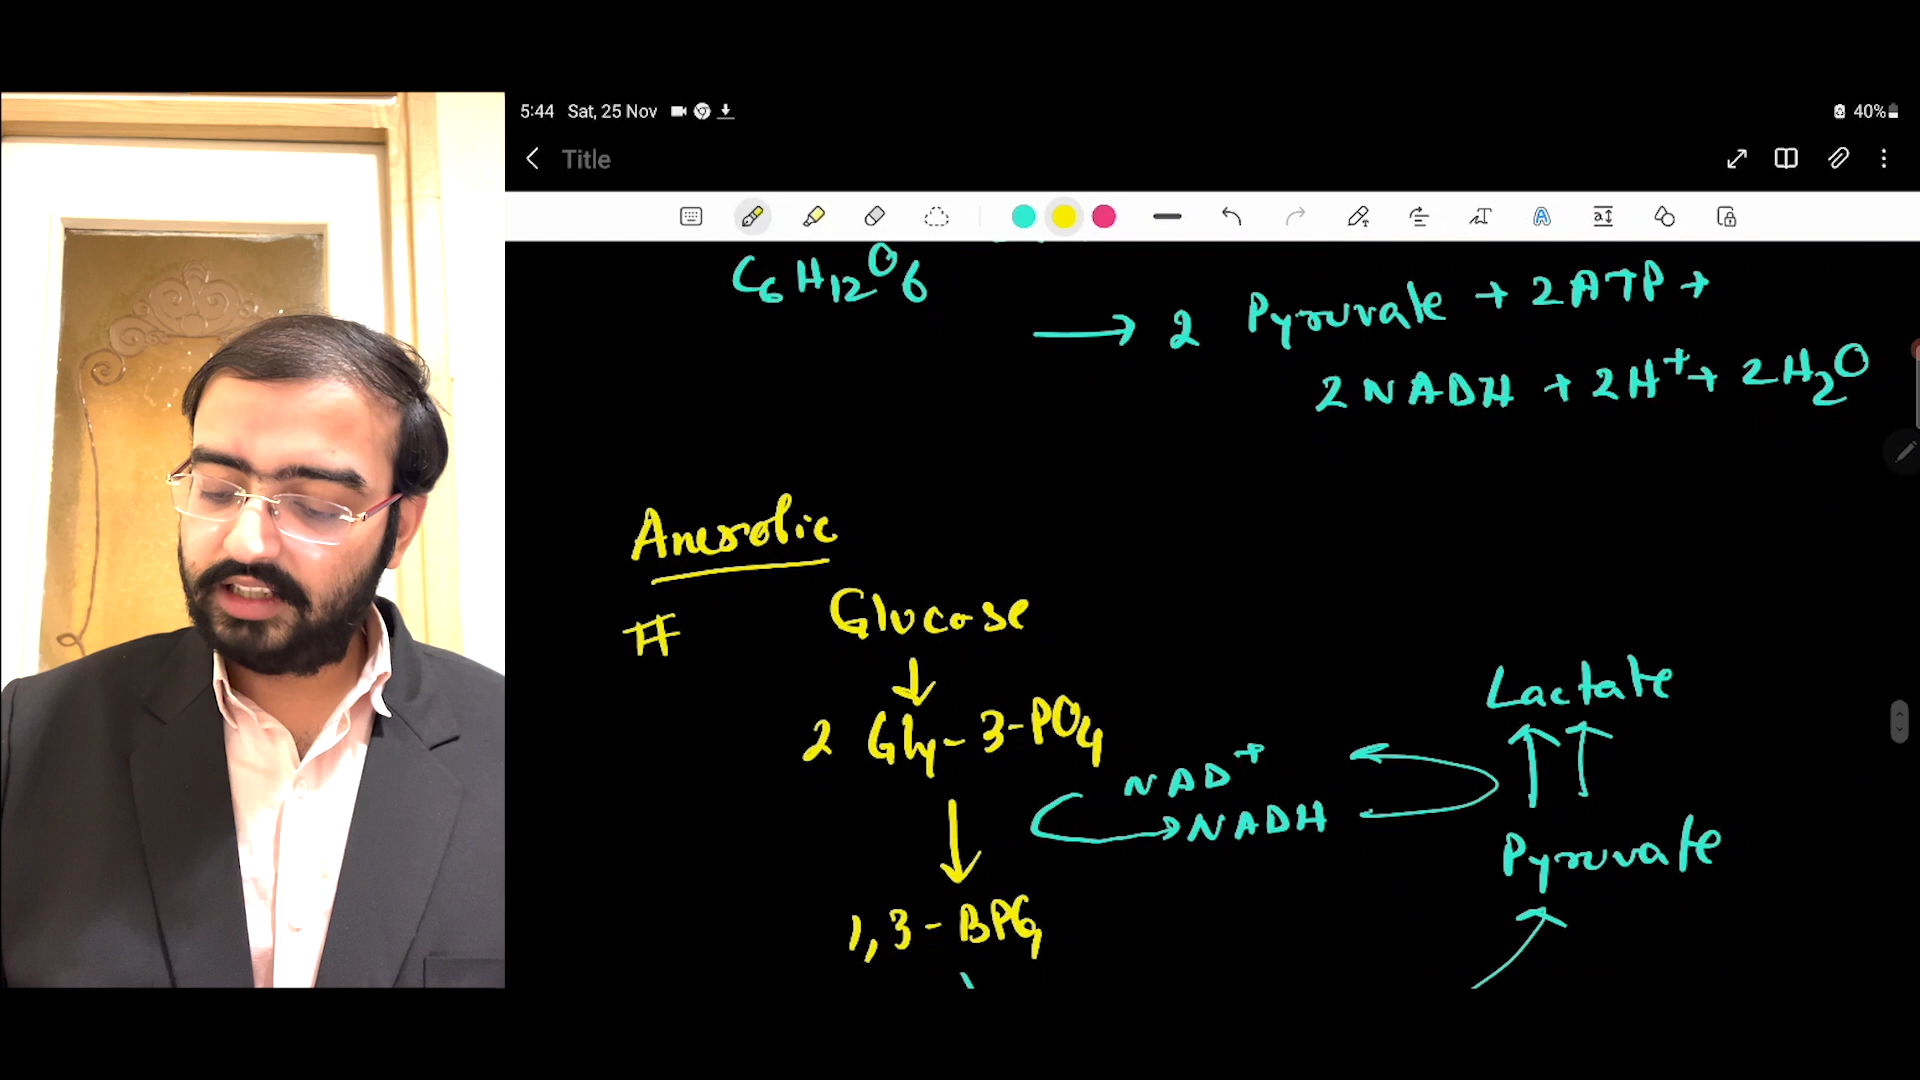 5:44 Sat, 25 Nov
40%
Title
C6H12O6
→ 2 Pyruvate + 2ATP +
2NADH + 2H⁺ + 2H2O
Anerobic
# Glucose
↓
2 Gly-3-PO4
NAD⁺
NADH
Lactate
Pyruvate
1,3-BPG